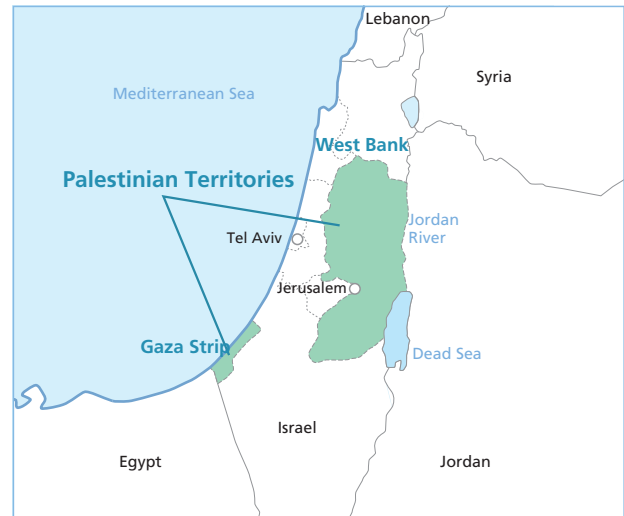 Lebanon
Syria
Mediterranean Sea
West Bank
Palestinian Territories
Jordan
River
Tel Aviv
Jerusalem
Gaza Strip
Dead Sea
Israel
Egypt
Jordan